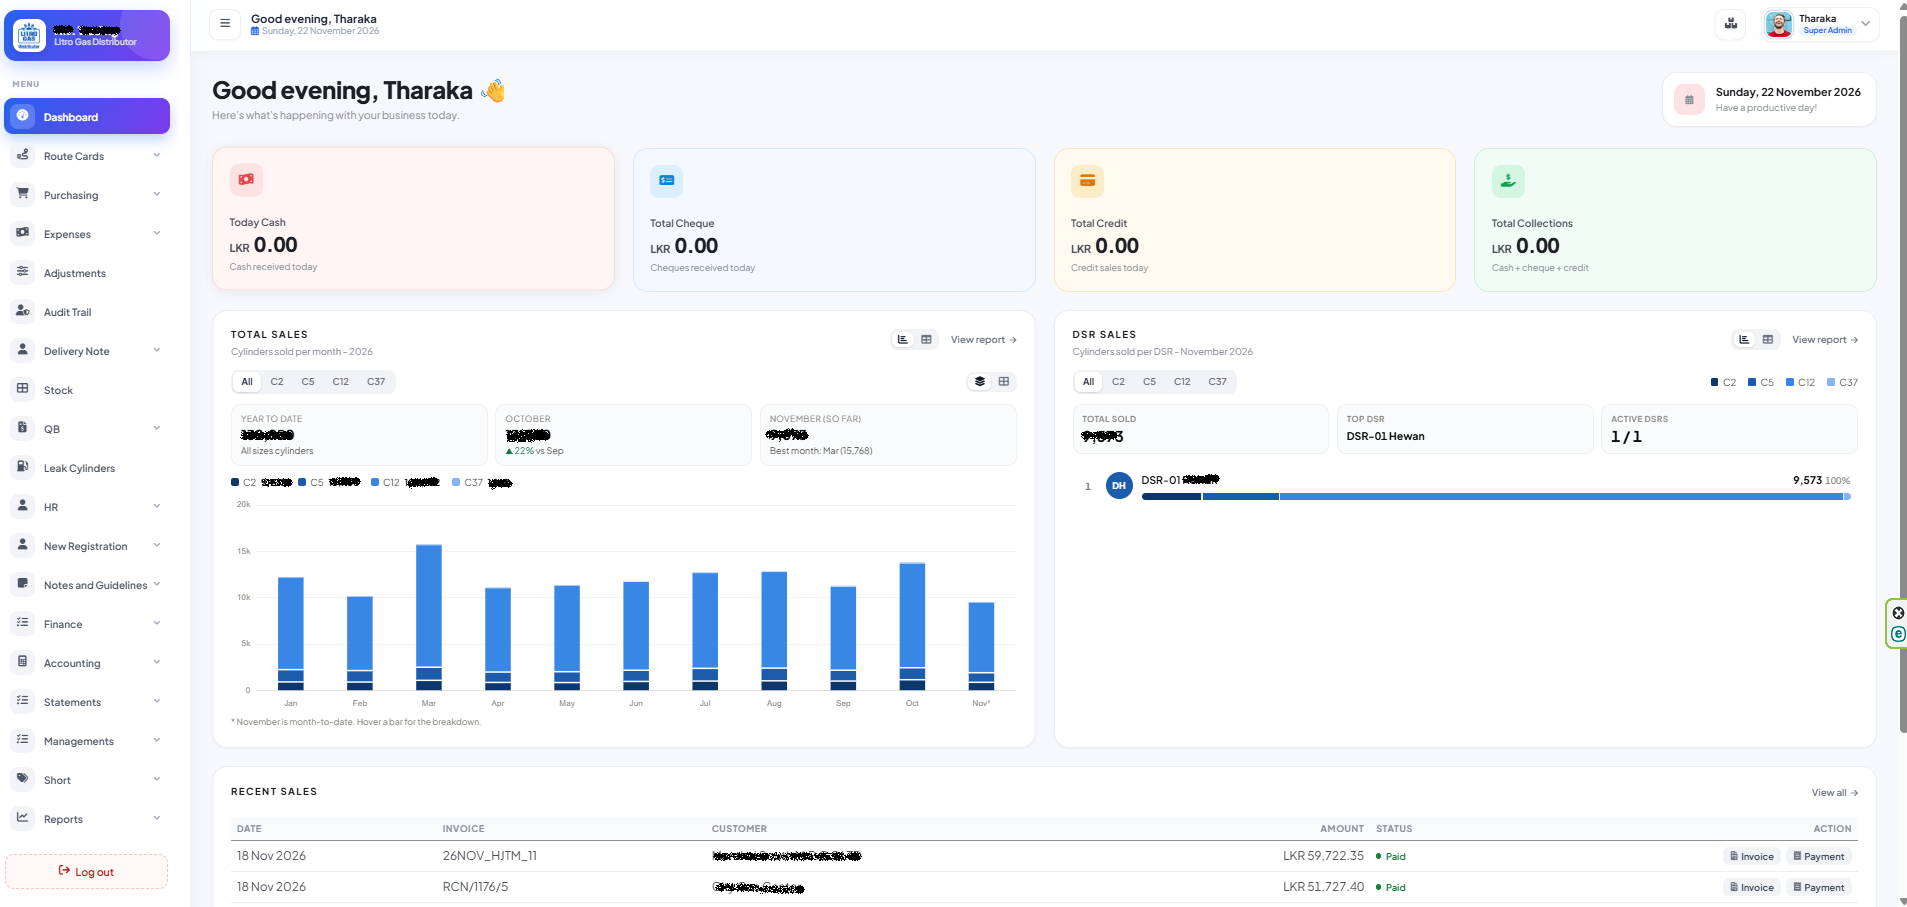 LITRO
GAS
Distributor
Litro Gas Distributor
MENU
Dashboard
Route Cards
Purchasing
Expenses
Adjustments
Audit Trail
Delivery Note
Stock
QB
Leak Cylinders
HR
New Registration
Notes and Guidelines
Finance
Accounting
Statements
Managements
Short
Reports
Log out
Good evening, Tharaka
Sunday, 22 November 2026
Tharaka
Super Admin
Good evening, Tharaka 👋
Here's what's happening with your business today.
Sunday, 22 November 2026
Have a productive day!
Today Cash
LKR 0.00
Cash received today
Total Cheque
LKR 0.00
Cheques received today
Total Credit
LKR 0.00
Credit sales today
Total Collections
LKR 0.00
Cash + cheque + credit
TOTAL SALES
Cylinders sold per month - 2026
View report →
All C2 C5 C12 C37
YEAR TO DATE
All sizes cylinders
OCTOBER
▲ 22% vs Sep
NOVEMBER (SO FAR)
Best month: Mar (15,768)
C2 C5 C12 C37
20k
15k
10k
5k
0
Jan Feb Mar Apr May Jun Jul Aug Sep Oct Nov*
* November is month-to-date. Hover a bar for the breakdown.
DSR SALES
Cylinders sold per DSR - November 2026
View report →
All C2 C5 C12 C37
C2 C5 C12 C37
TOTAL SOLD
TOP DSR
DSR-01 Hewan
ACTIVE DSRS
1 / 1
1 DH DSR-01 9,573 100%
RECENT SALES
View all →
DATE INVOICE CUSTOMER AMOUNT STATUS ACTION
18 Nov 2026 26NOV_HJTM_11 LKR 59,722.35 Paid Invoice Payment
18 Nov 2026 RCN/1176/5 LKR 51,727.40 Paid Invoice Payment